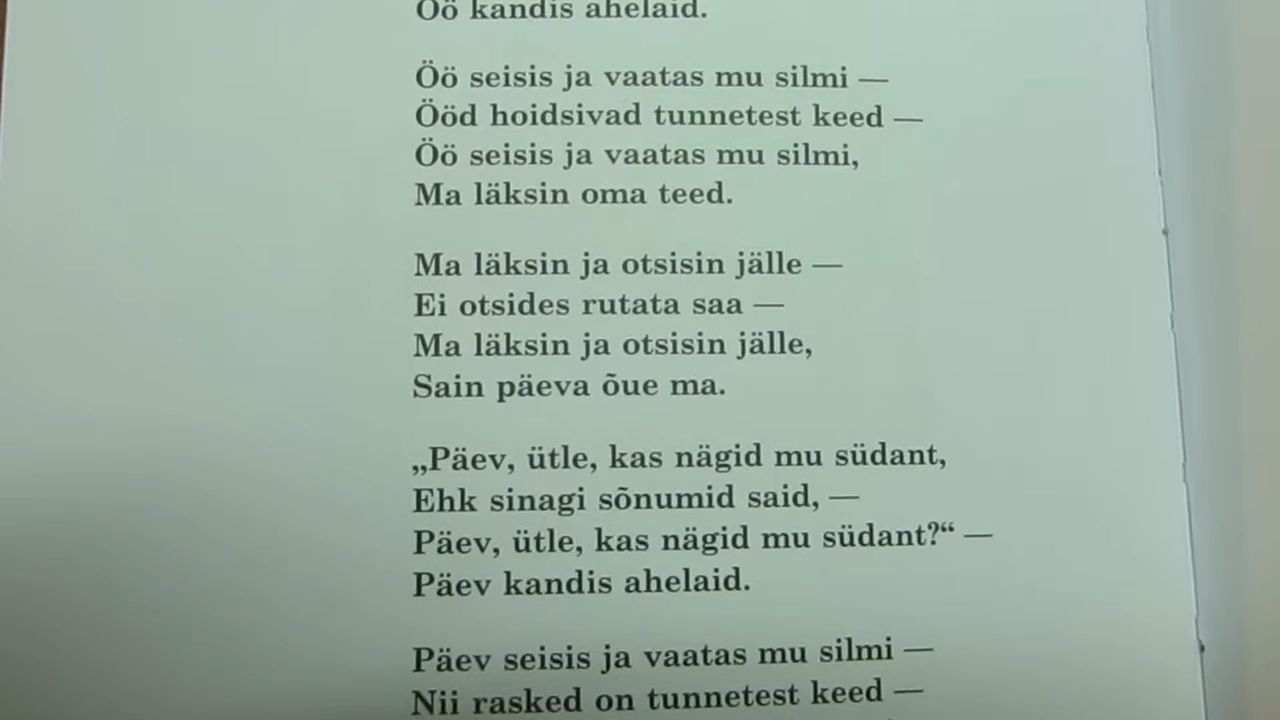 Öö kandis ahelaid.
Öö seisis ja vaatas mu silmi —
Ööd hoidsivad tunnetest keed —
Öö seisis ja vaatas mu silmi,
Ma läksin oma teed.
Ma läksin ja otsisin jälle —
Ei otsides rutata saa —
Ma läksin ja otsisin jälle,
Sain päeva õue ma.
„Päev, ütle, kas nägid mu südant,
Ehk sinagi sõnumid said, —
Päev, ütle, kas nägid mu südant?“ —
Päev kandis ahelaid.
Päev seisis ja vaatas mu silmi —
Nii rasked on tunnetest keed —